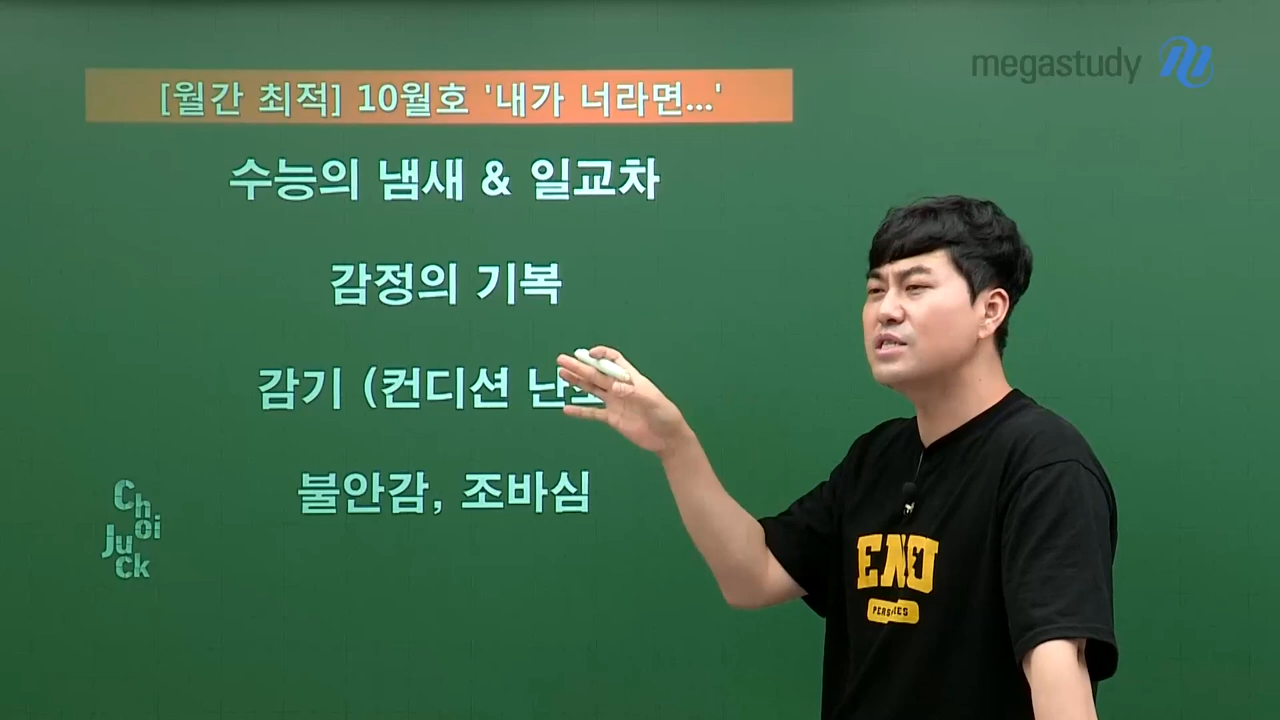 megastudy
[월간 최적] 10월호 '내가 너라면...'
수능의 냄새 & 일교차
감정의 기복
감기 (컨디션
불안감, 조바심
Choi
Juck